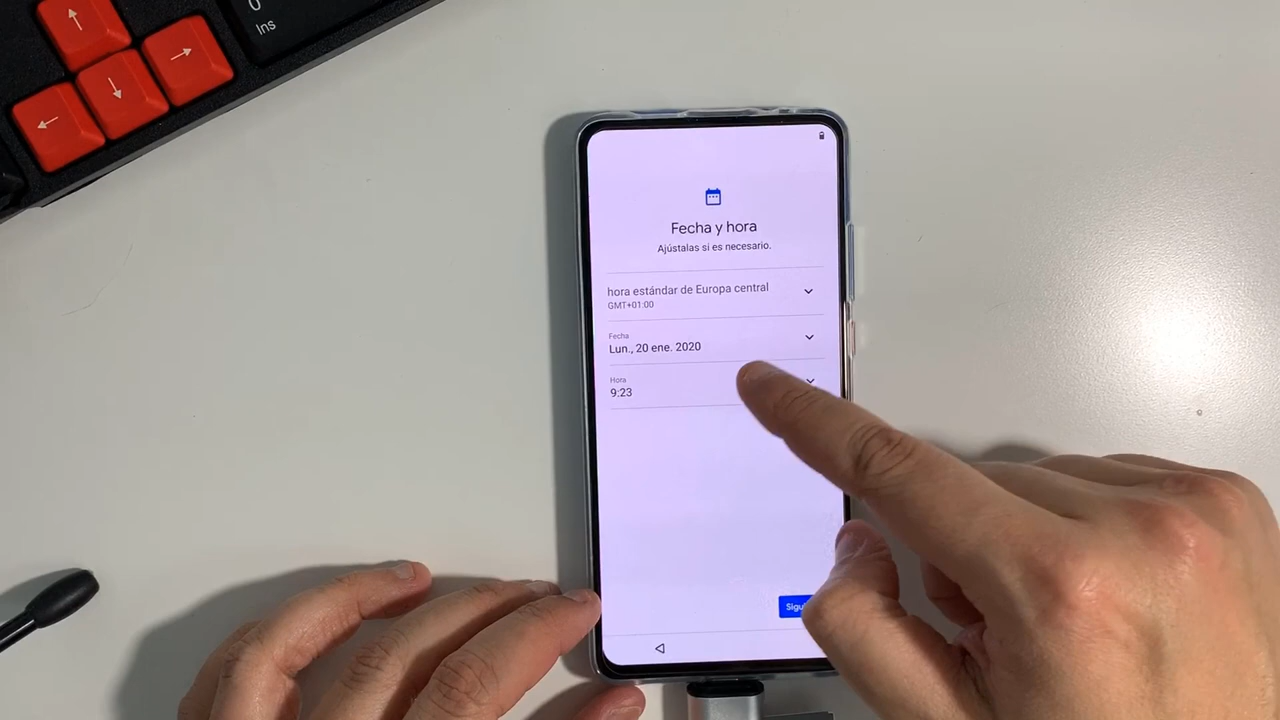 0
Ins
Fecha y hora
Ajústalas si es necesario.
hora estándar de Europa central
GMT+01:00
Fecha
Lun., 20 ene. 2020
Hora
9:23